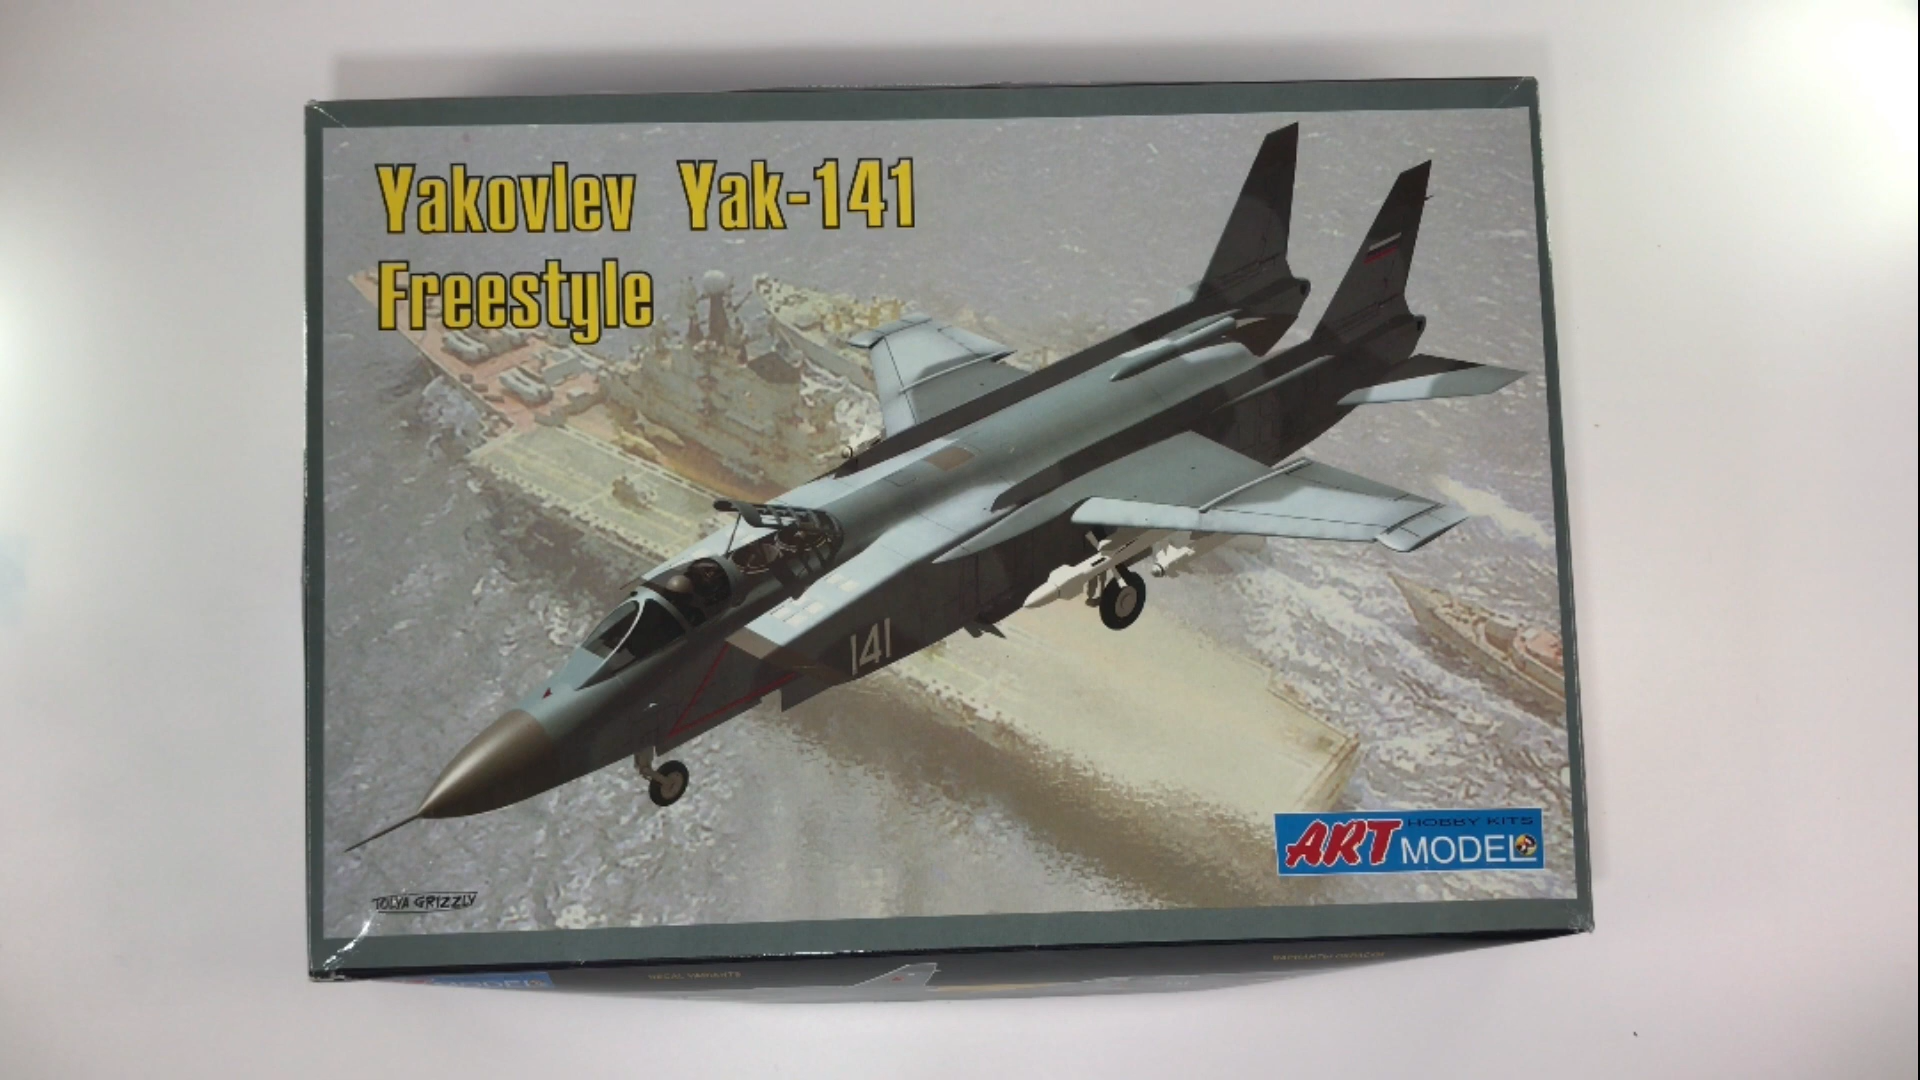 Yakovlev Yak-141
Freestyle
141
HOBBY KITS
ART MODEL
TOLYA GRIZZLY
DECAL VARIANTS